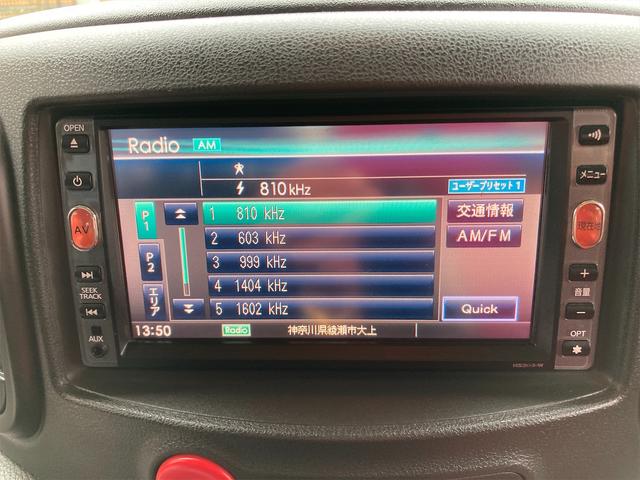 OPEN
Radio AM
810 kHz
ユーザープリセット 1
P1
P2
エリア
1 810 kHz
2 603 kHz
3 999 kHz
4 1404 kHz
5 1602 kHz
交通情報
AM/FM
Quick
13:50 Radio 神奈川県綾瀬市大上
AV
SEEK
TRACK
AUX
メニュー
現在地
+
音量
−
OPT